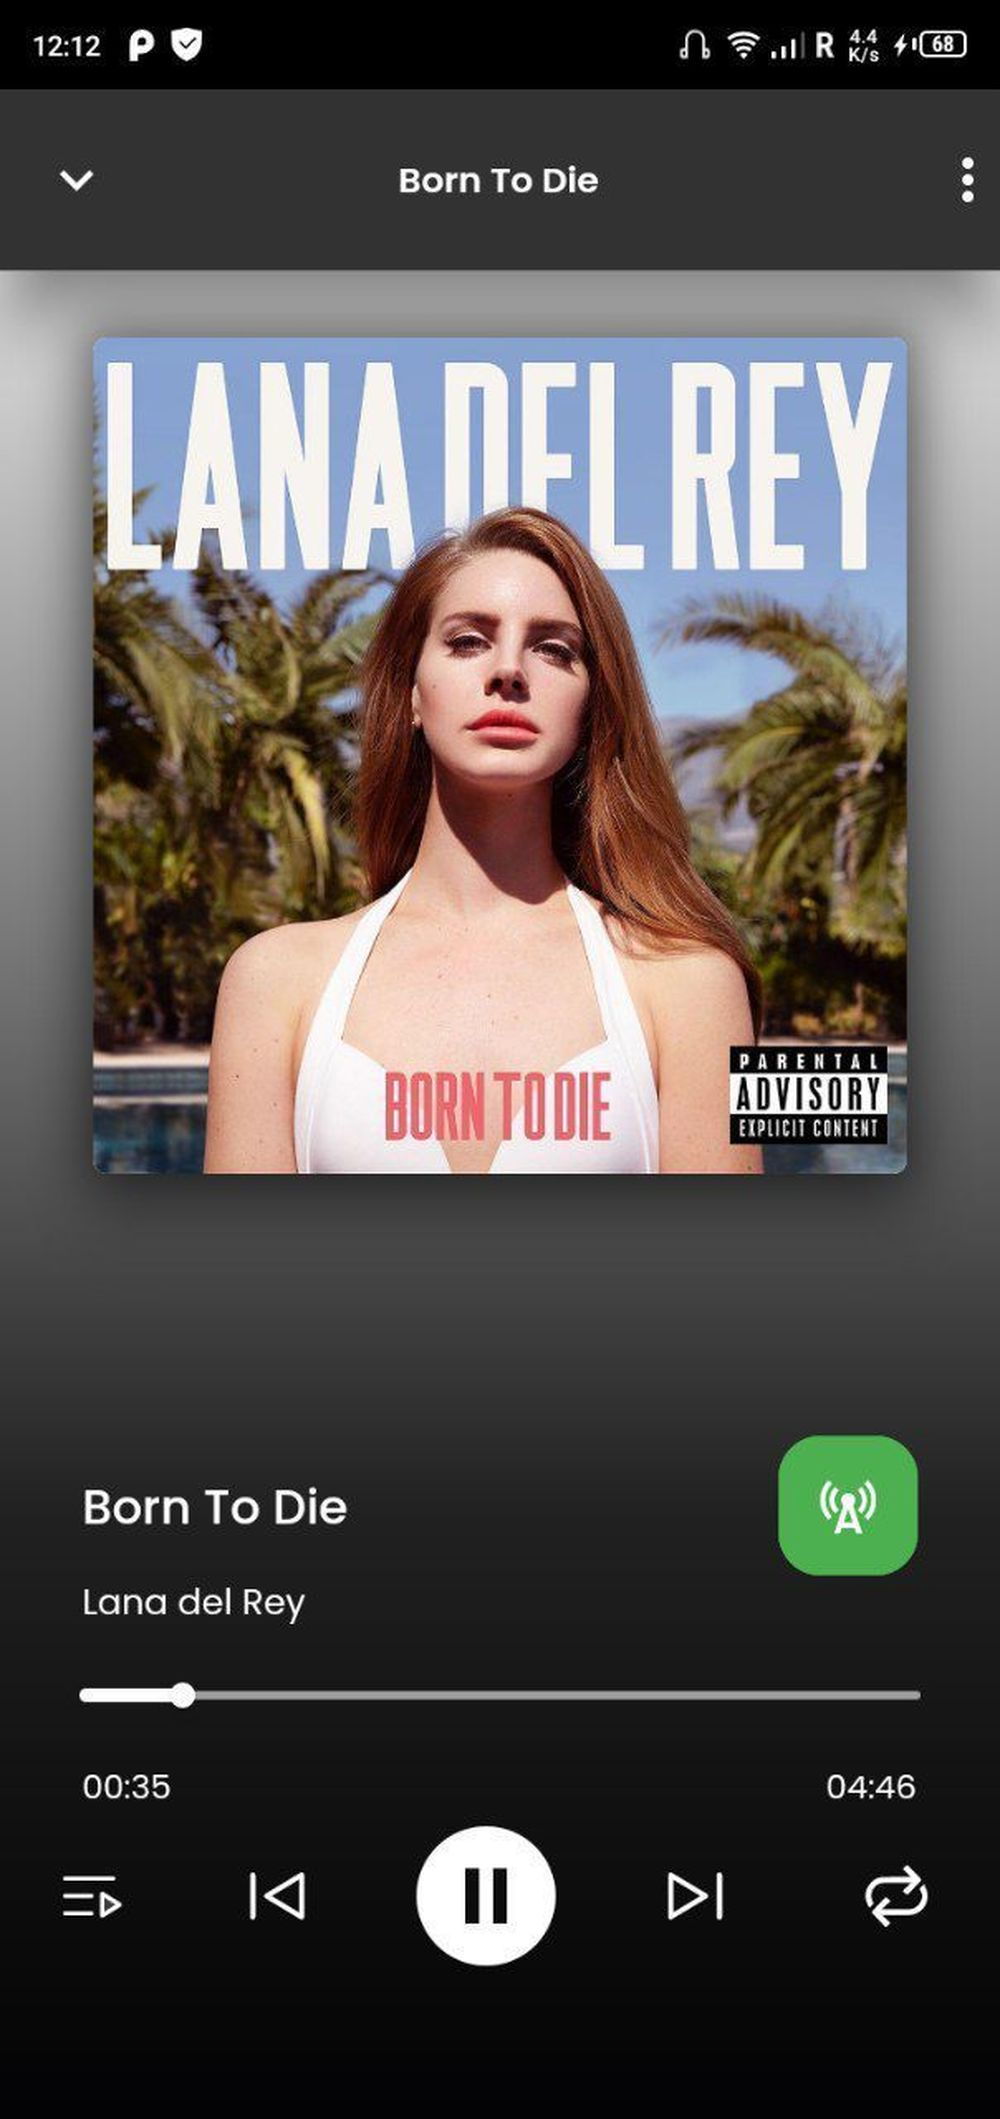 12:12
R 4.4 K/s 68
Born To Die
LANA DEL REY
BORN TO DIE
PARENTAL
ADVISORY
EXPLICIT CONTENT
Born To Die
Lana del Rey
00:35 04:46